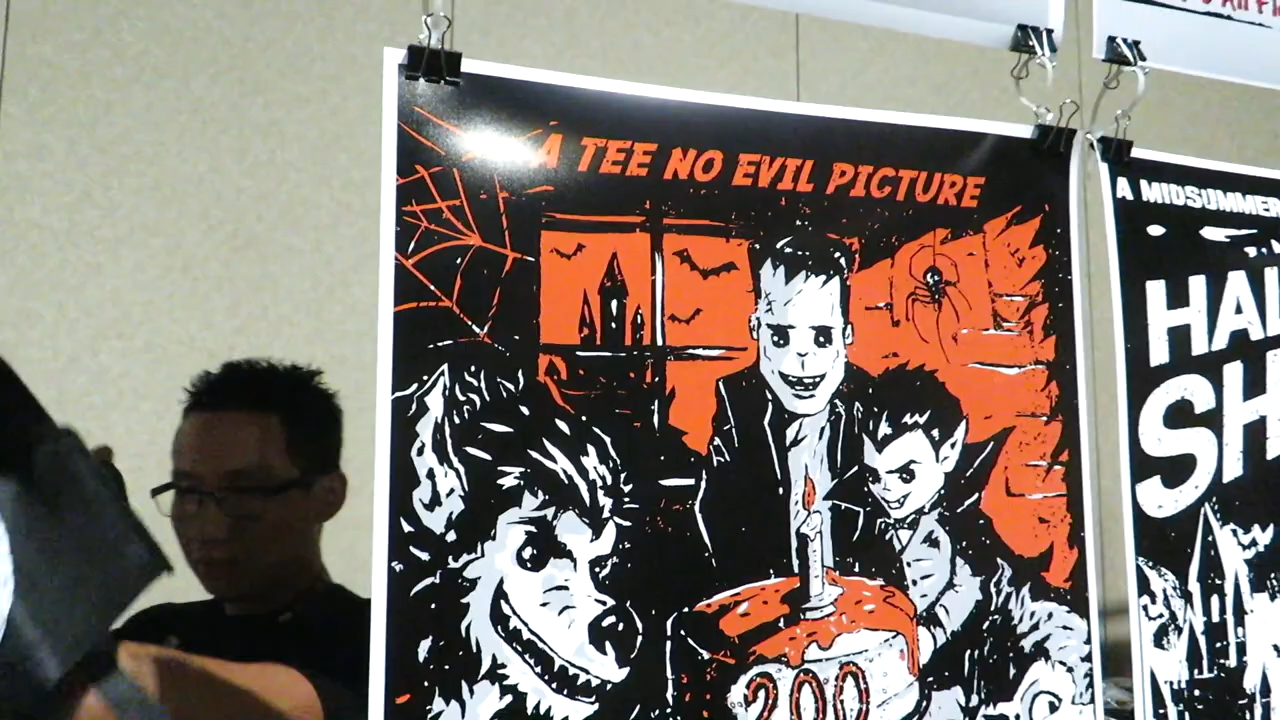 A TEE NO EVIL PICTURE
200
A MIDSUMMER
HAL
SH